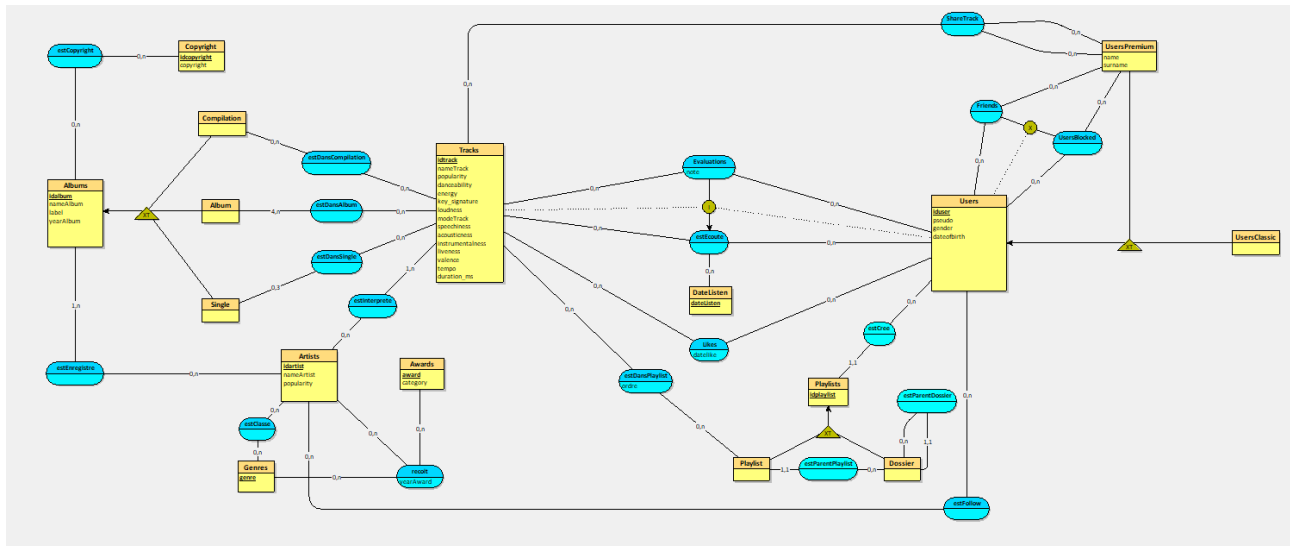 ShareTrack
estCopyright
0,n
Copyright
idcopyright
copyright
0,n
0,n
UsersPremium
name
surname
0,n
0,n
0,n
Friends
0,n
X
UsersBlocked
Compilation
0,n
estDansCompilation
0,n
Tracks
idtrack
nameTrack
popularity
danceability
energy
key_signature
loudness
modeTrack
speechiness
acousticness
instrumentalness
liveness
valence
tempo
duration_ms
Evaluations
note
0,n
0,n
0,n
0,n
Albums
idalbum
nameAlbum
label
yearAlbum
XT
Album
4,n
estDansAlbum
0,n
I
0,n
estEcoute
0,n
Users
iduser
pseudo
gender
dateofbirth
XT
UsersClassic
0,n
estDansSingle
0,3
Single
1,n
0,n
DateListen
dateListen
0,n
estInterprete
0,n
1,n
0,n
0,n
0,n
Likes
datelike
estCree
1,1
Artists
idartist
nameArtist
popularity
Awards
award
category
estEnregistre
0,n
estDansPlaylist
ordre
Playlists
idplaylist
estParentDossier
0,n
0,n
estClasse
0,n
0,n
0,n
0,n
XT
0,n
1,1
0,n
Genres
genre
0,n
recoit
yearAward
Playlist
1,1
estParentPlaylist
0,n
Dossier
estFollow